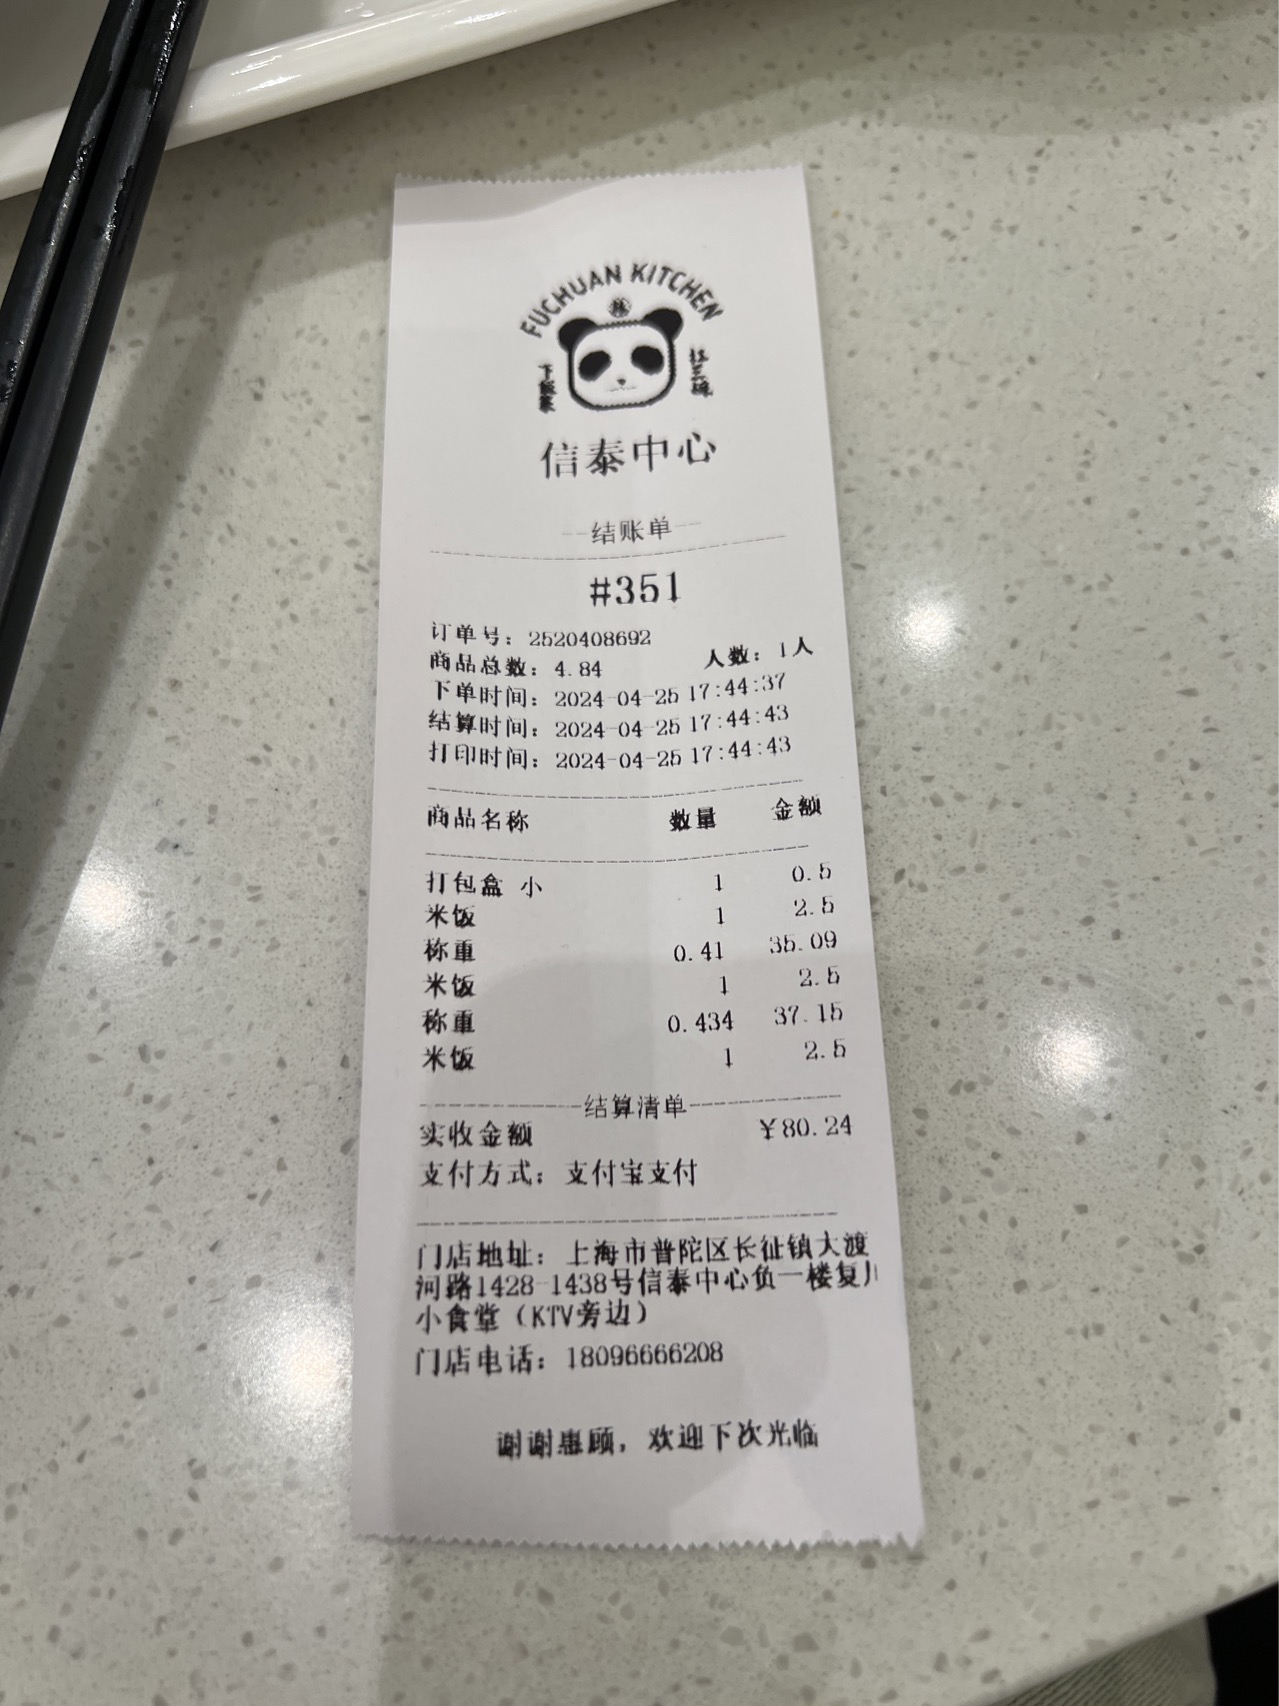 FUCHUAN KITCHEN
下飯菜
拉三碗
信泰中心
结账单
#351
订单号：2520408692
商品总数：4.84 人数：1人
下单时间：2024-04-25 17:44:37
结算时间：2024-04-25 17:44:43
打印时间：2024-04-25 17:44:43
商品名称 数量 金额
打包盒 小 1 0.5
米饭 1 2.5
称重 0.41 35.09
米饭 1 2.5
称重 0.434 37.15
米饭 1 2.5
结算清单
实收金额 ￥80.24
支付方式：支付宝支付
门店地址：上海市普陀区长征镇大渡
河路1428-1438号信泰中心负一楼复川
小食堂（KTV旁边）
门店电话：18096666208
谢谢惠顾，欢迎下次光临